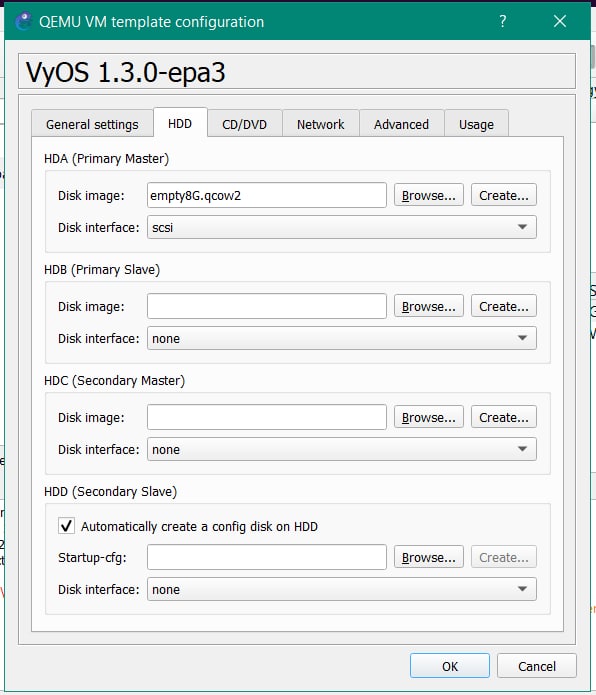 QEMU VM template configuration ?
VyOS 1.3.0-epa3
General settings HDD CD/DVD Network Advanced Usage
HDA (Primary Master)
Disk image: empty8G.qcow2 Browse... Create...
Disk interface: scsi
HDB (Primary Slave)
Disk image: Browse... Create...
Disk interface: none
HDC (Secondary Master)
Disk image: Browse... Create...
Disk interface: none
HDD (Secondary Slave)
Automatically create a config disk on HDD
Startup-cfg: Browse... Create...
Disk interface: none
OK Cancel